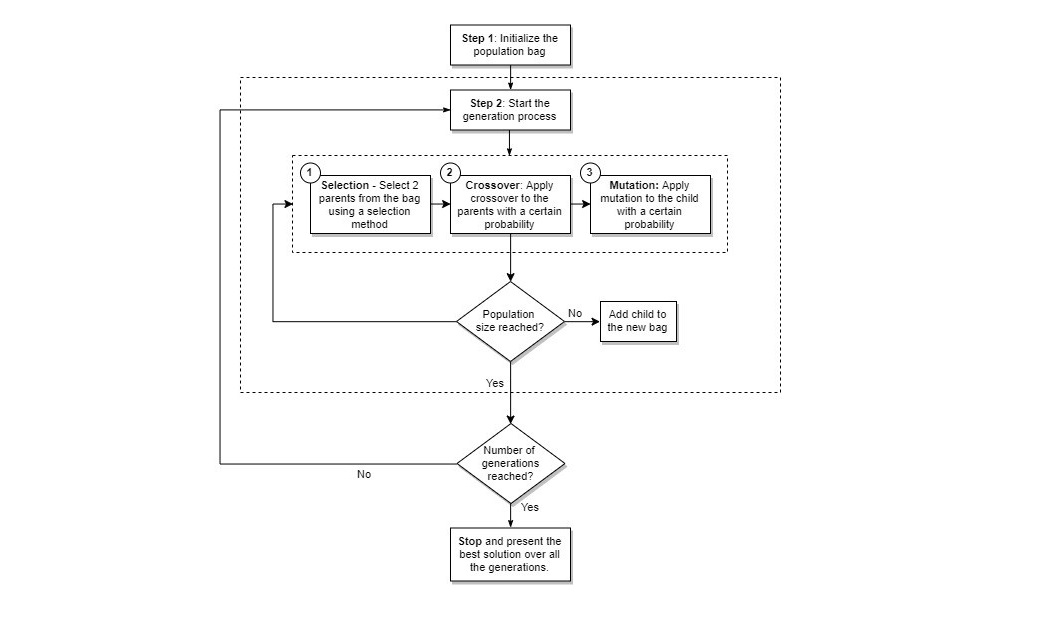 Step 1: Initialize the
population bag
Step 2: Start the
generation process
1
Selection - Select 2
parents from the bag
using a selection
method
2
Crossover: Apply
crossover to the
parents with a certain
probability
3
Mutation: Apply
mutation to the child
with a certain
probability
Population
size reached?
No
Add child to
the new bag
Yes
Number of
generations
reached?
No
Yes
Stop and present the
best solution over all
the generations.